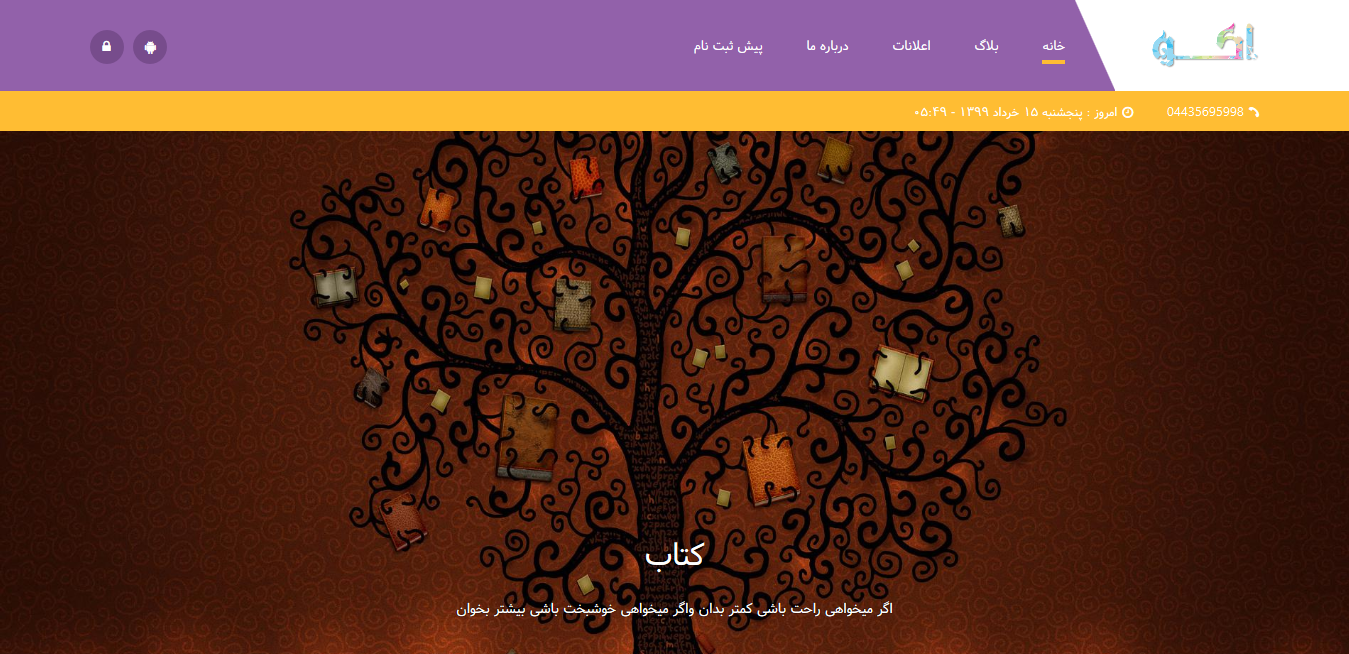 اکو
خانه بلاگ اعلانات درباره ما پیش ثبت نام
04435695998 امروز : پنجشنبه ۱۵ خرداد ۱۳۹۹ - ۰۵:۴۹
کتاب
اگر میخواهی راحت باشی کمتر بدان واگر میخواهی خوشبخت باشی بیشتر بخوان